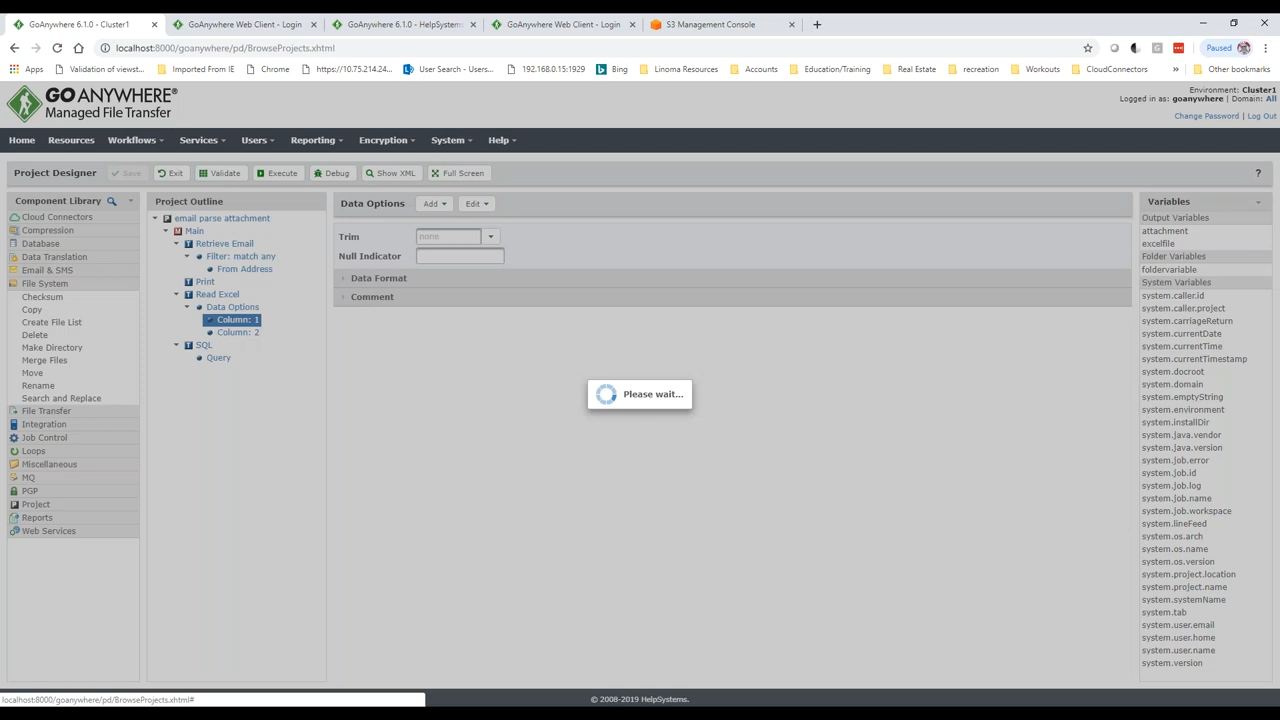 GoAnywhere 6.1.0 - Cluster1
GoAnywhere Web Client - Login
GoAnywhere 6.1.0 - HelpSystems
GoAnywhere Web Client - Login
S3 Management Console
localhost:8000/goanywhere/pd/BrowseProjects.xhtml
Paused
Apps
Validation of viewst...
Imported From IE
Chrome
https://10.75.214.24...
User Search - Users...
192.168.0.15:1929
Bing
Linoma Resources
Accounts
Education/Training
Real Estate
recreation
Workouts
CloudConnectors
»
Other bookmarks
GO ANYWHERE®
Managed File Transfer
Environment: Cluster1
Logged in as: goanywhere | Domain: All
Change Password | Log Out
Home Resources Workflows Services Users Reporting Encryption System Help
Project Designer
Save
Exit
Validate
Execute
Debug
Show XML
Full Screen
?
Component Library
Cloud Connectors
Compression
Database
Data Translation
Email & SMS
File System
Checksum
Copy
Create File List
Delete
Make Directory
Merge Files
Move
Rename
Search and Replace
File Transfer
Integration
Job Control
Loops
Miscellaneous
MQ
PGP
Project
Reports
Web Services
Project Outline
email parse attachment
Main
Retrieve Email
Filter: match any
From Address
Print
Read Excel
Data Options
Column: 1
Column: 2
SQL
Query
Data Options
Add
Edit
Trim
none
Null Indicator
Data Format
Comment
Please wait...
Variables
Output Variables
attachment
excelfile
Folder Variables
foldervariable
System Variables
system.caller.id
system.caller.project
system.carriageReturn
system.currentDate
system.currentTime
system.currentTimestamp
system.docroot
system.domain
system.emptyString
system.environment
system.installDir
system.java.vendor
system.java.version
system.job.error
system.job.id
system.job.log
system.job.name
system.job.workspace
system.lineFeed
system.os.arch
system.os.name
system.os.version
system.project.location
system.project.name
system.systemName
system.tab
system.user.email
system.user.home
system.user.name
system.version
localhost:8000/goanywhere/pd/BrowseProjects.xhtml#
© 2008-2019 HelpSystems.